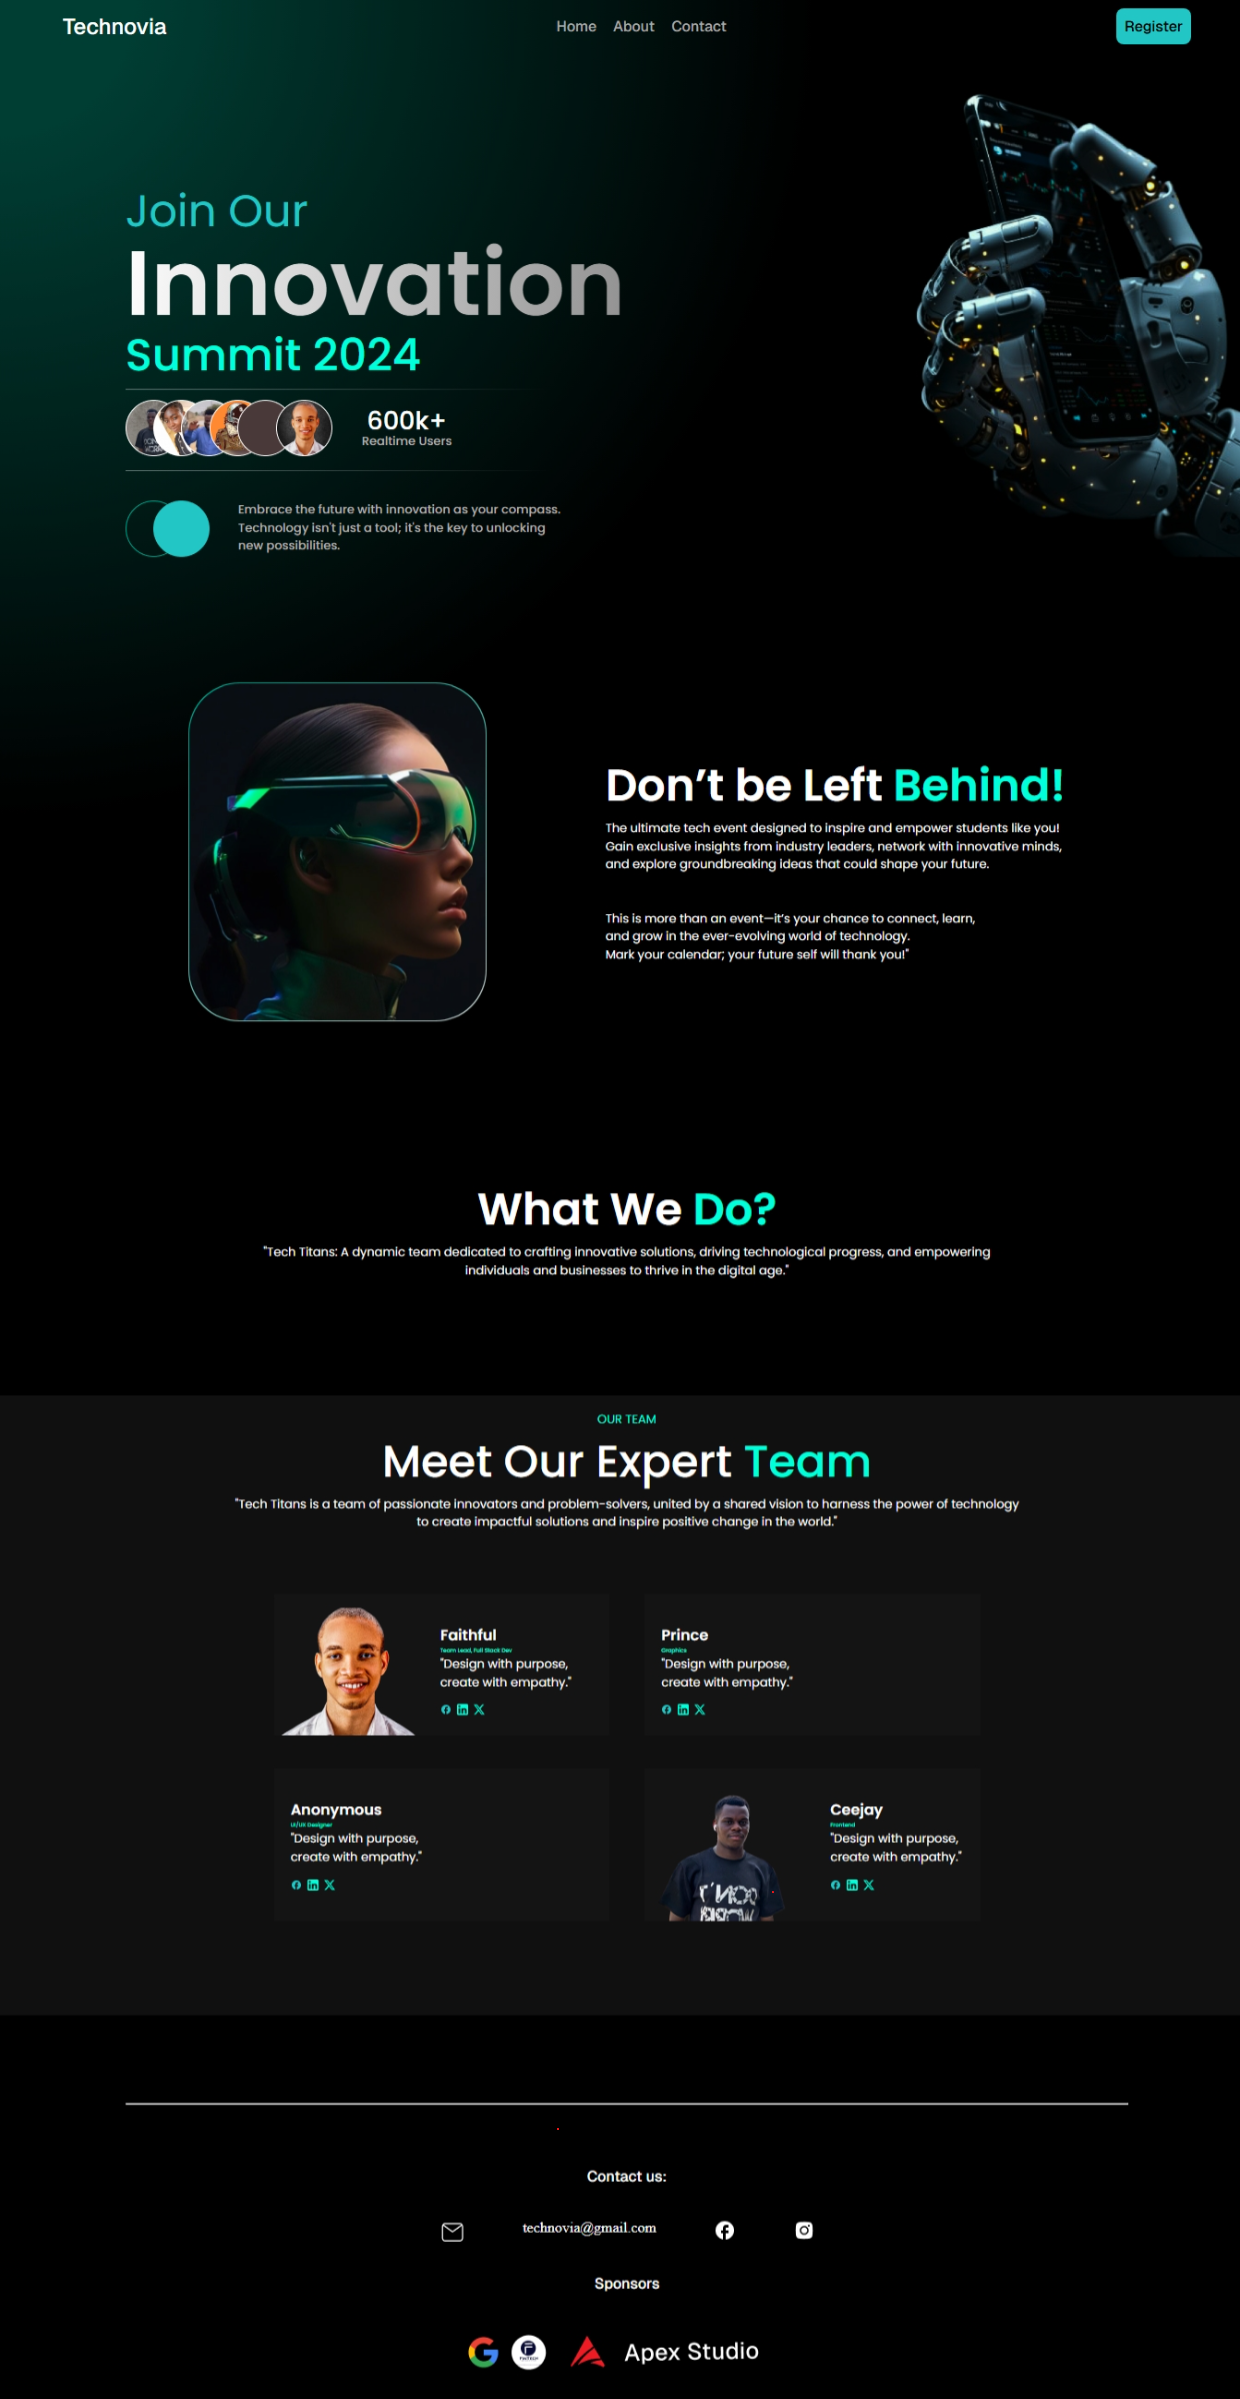 Technovia
Home About Contact
Register
Join Our
Innovation
Summit 2024
600k+
Realtime Users
Embrace the future with innovation as your compass.
Technology isn't just a tool; it's the key to unlocking
new possibilities.
Don’t be Left Behind!
The ultimate tech event designed to inspire and empower students like you!
Gain exclusive insights from industry leaders, network with innovative minds,
and explore groundbreaking ideas that could shape your future.
This is more than an event—it’s your chance to connect, learn,
and grow in the ever-evolving world of technology.
Mark your calendar; your future self will thank you!"
What We Do?
"Tech Titans: A dynamic team dedicated to crafting innovative solutions, driving technological progress, and empowering
individuals and businesses to thrive in the digital age."
OUR TEAM
Meet Our Expert Team
"Tech Titans is a team of passionate innovators and problem-solvers, united by a shared vision to harness the power of technology
to create impactful solutions and inspire positive change in the world."
Faithful
Team Lead, Full Stack Dev
"Design with purpose,
create with empathy."
Prince
Graphics
"Design with purpose,
create with empathy."
Anonymous
UI/UX Designer
"Design with purpose,
create with empathy."
Ceejay
Frontend
"Design with purpose,
create with empathy."
Contact us:
technovia@gmail.com
Sponsors
Apex Studio